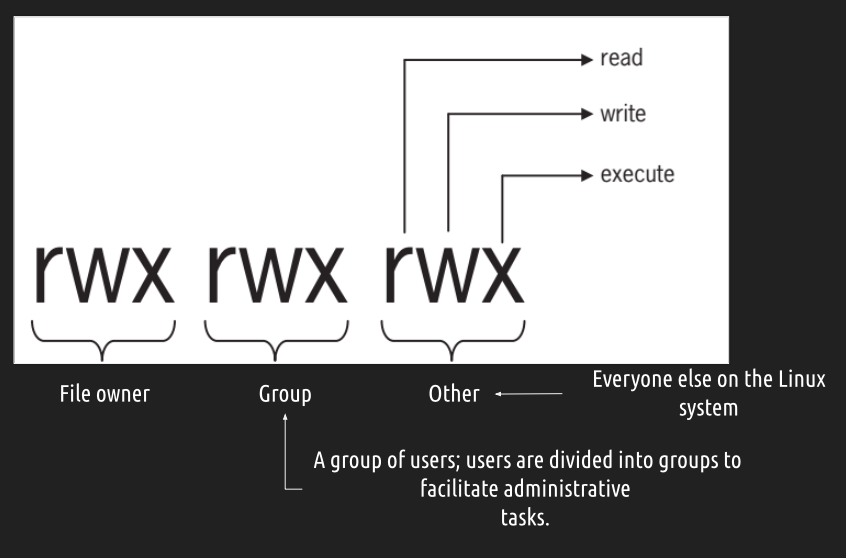 read
write
execute
rwx rwx rwx
File owner
Group
Other
Everyone else on the Linux
system
A group of users; users are divided into groups to
facilitate administrative
tasks.